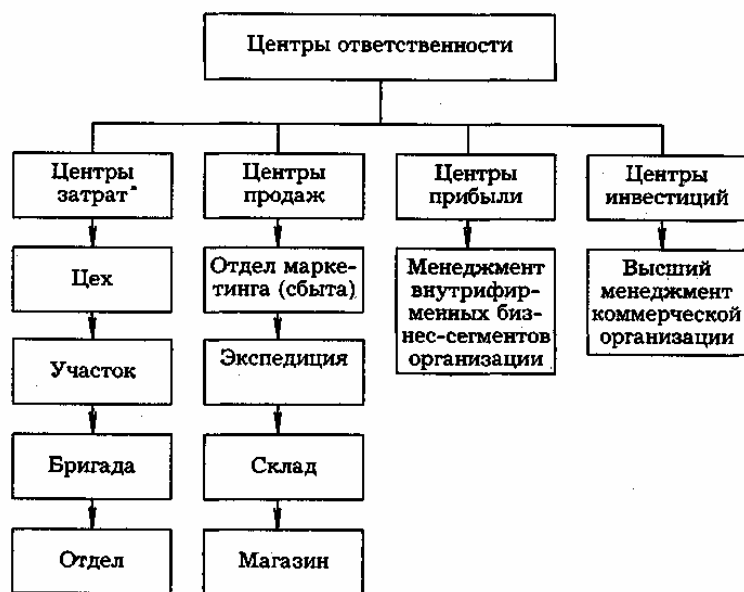 Центры ответственности
Центры
затрат*
Центры
продаж
Центры
прибыли
Центры
инвестиций
Цех
Отдел марке-
тинга (сбыта)
Менеджмент
внутрифир-
менных биз-
нес-сегментов
организации
Высший
менеджмент
коммерческой
организации
Участок
Экспедиция
Бригада
Склад
Отдел
Магазин